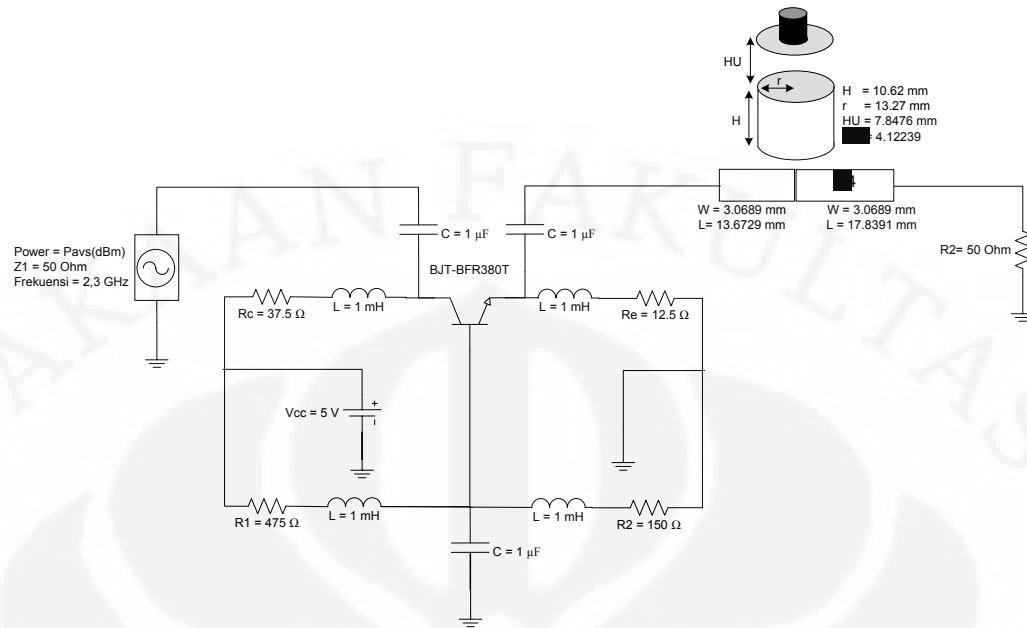 HU
r
H
H = 10.62 mm
r = 13.27 mm
HU = 7.8476 mm
= 4.12239
W = 3.0689 mm
L= 13.6729 mm
W = 3.0689 mm
L= 17.8391 mm
C = 1 μF
C = 1 μF
Power = Pavs(dBm)
Z1 = 50 Ohm
Frekuensi = 2,3 GHz
R2= 50 Ohm
BJT-BFR380T
Rc = 37.5 Ω
L = 1 mH
L = 1 mH
Re = 12.5 Ω
Vcc = 5 V
+
–
R1 = 475 Ω
L = 1 mH
L = 1 mH
R2 = 150 Ω
C = 1 μF
AKAAN FAKULTAS